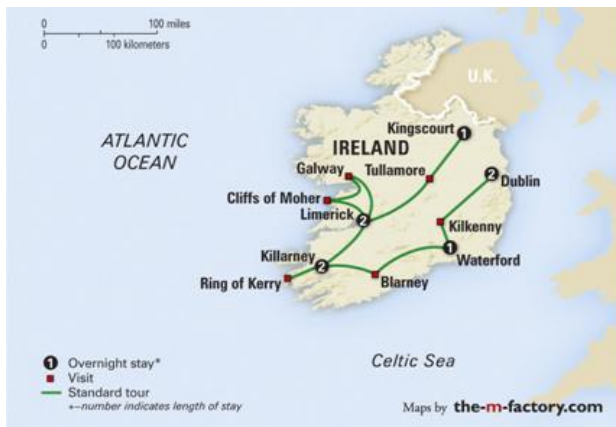 0 100 miles
0 100 kilometers
U.K.
Kingscourt 1
ATLANTIC
OCEAN
IRELAND
Galway
Tullamore
2
Dublin
Cliffs of Moher
Limerick 2
Kilkenny
Killarney
2
1
Waterford
Ring of Kerry
Blarney
Celtic Sea
1 Overnight stay*
Visit
Standard tour
*–number indicates length of stay
Maps by the-m-factory.com